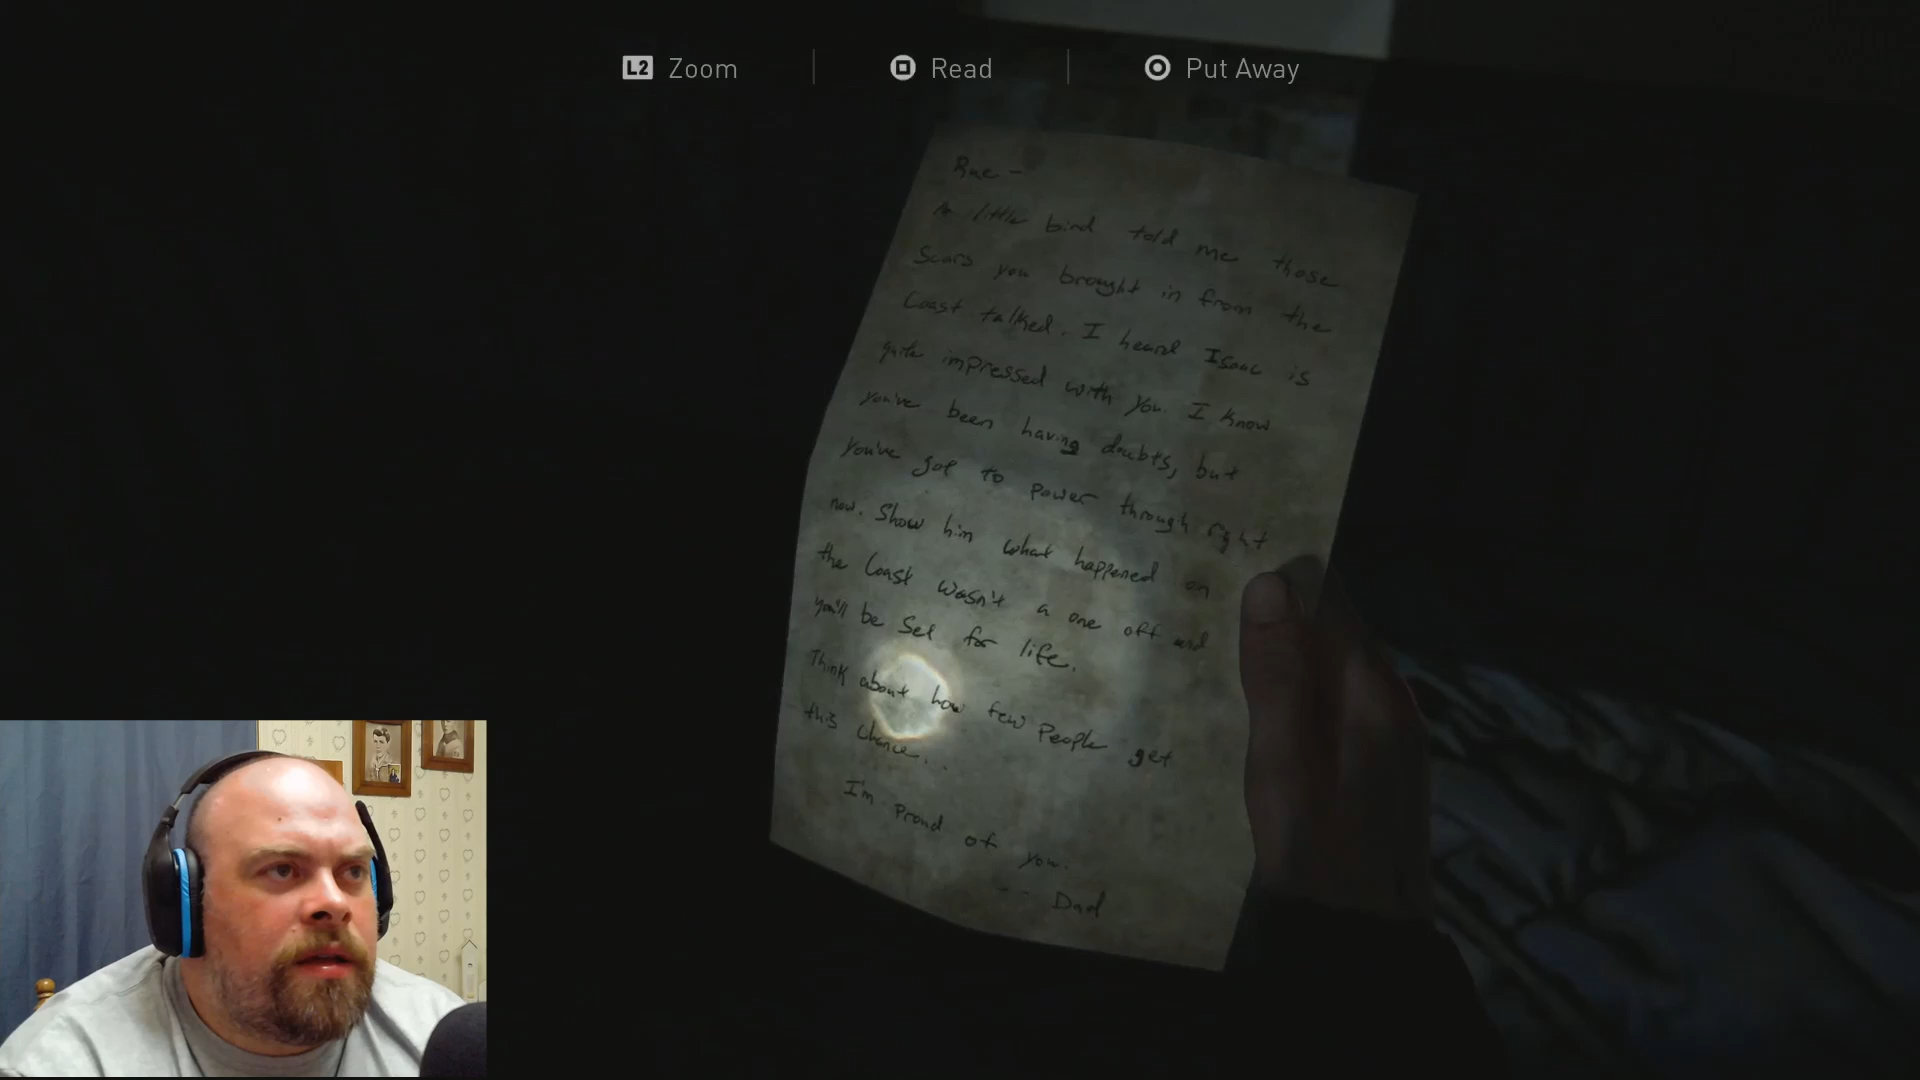 L2 Zoom | Read | Put Away
Rae -
A little bird told me those
Scars you brought in from the
Coast talked. I heard Isaac is
quite impressed with you. I know
you've been having doubts, but
you've got to power through right
now. Show him what happened on
the Coast wasn't a one off and
you'll be set for life.
Think about how few people get
this chance...
I'm proud of you.
-- Dad